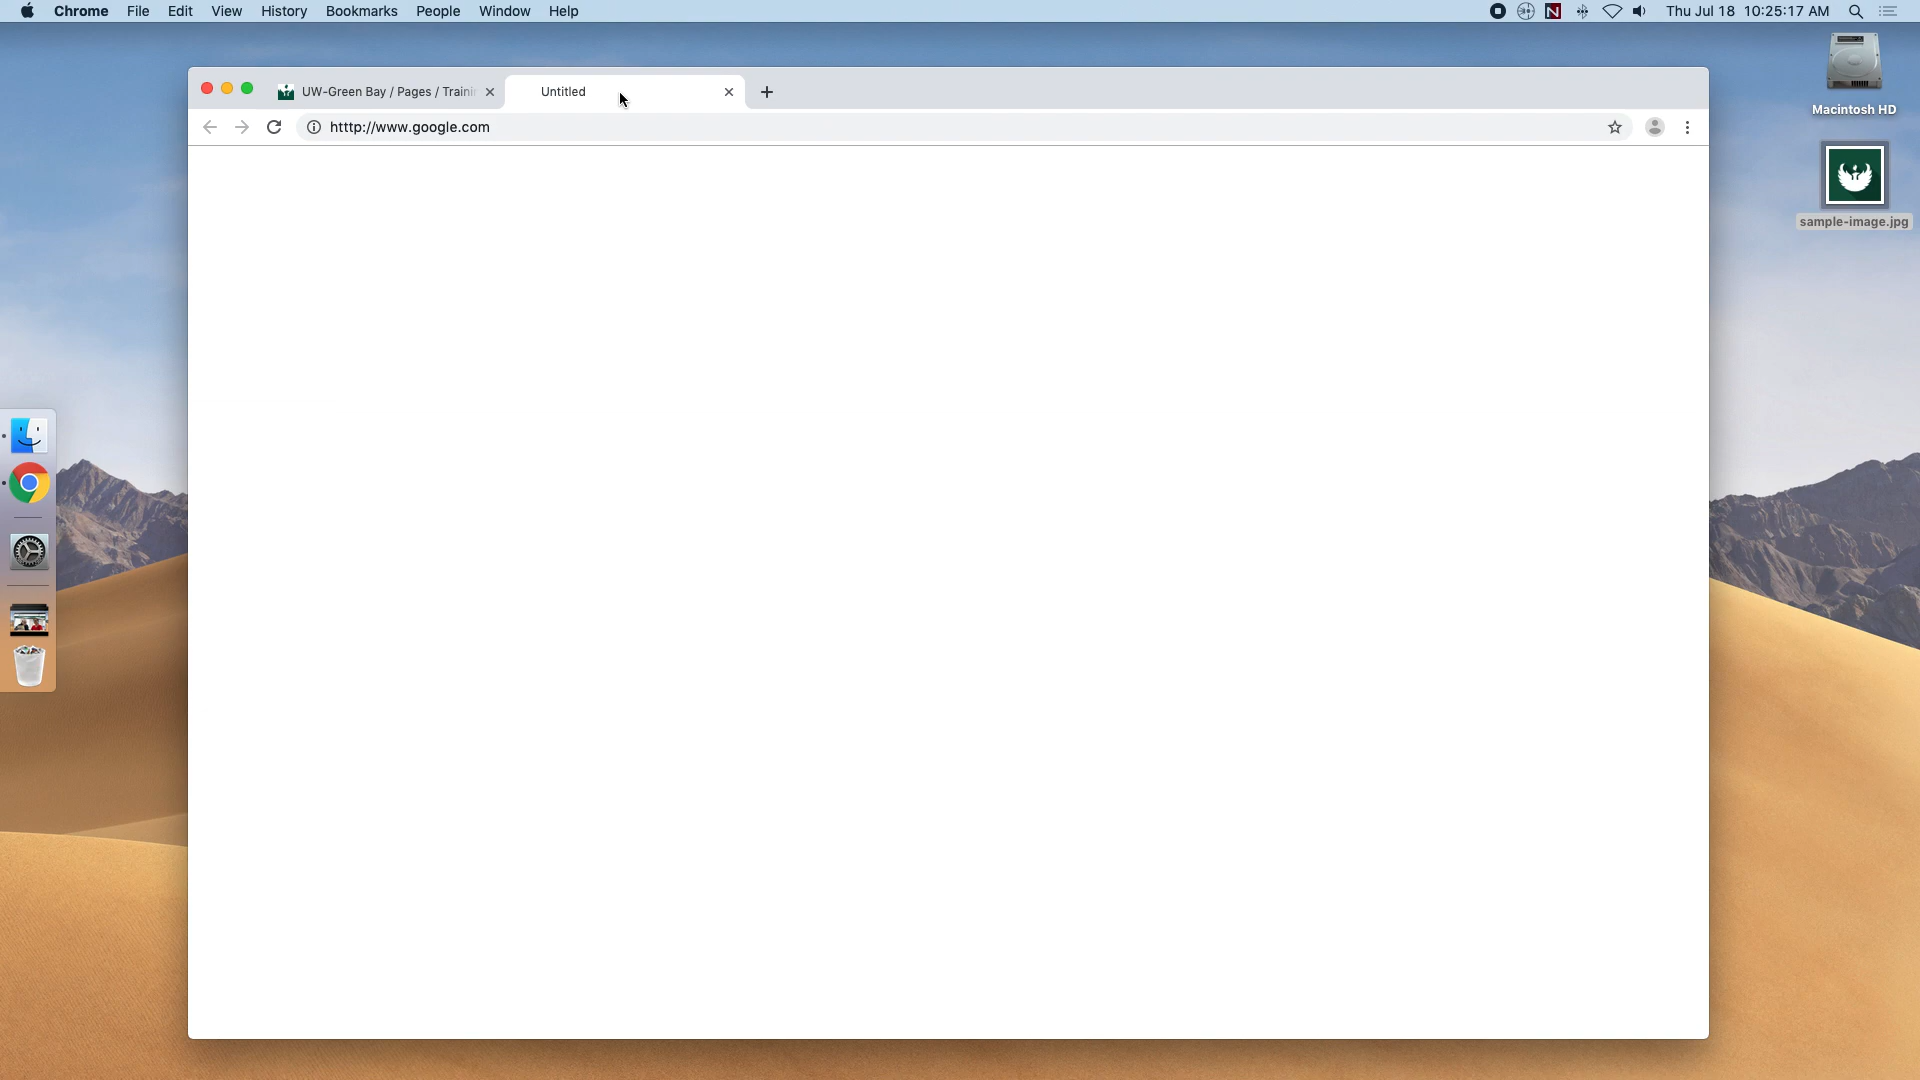 Chrome File Edit View History Bookmarks People Window Help
N Thu Jul 18 10:25:17 AM
UW-Green Bay / Pages / Traini
Untitled
htttp://www.google.com
Macintosh HD
sample-image.jpg